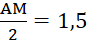 AM/2 = 1,5